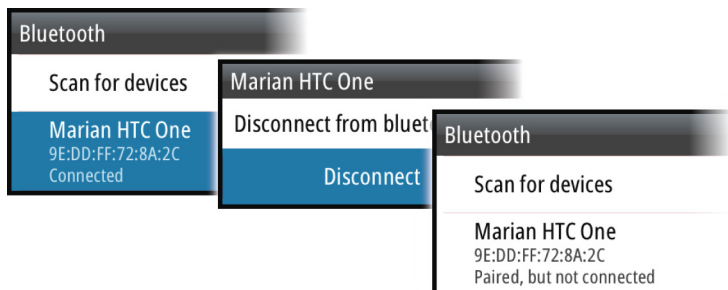 Bluetooth
Scan for devices
Marian HTC One
9E:DD:FF:72:8A:2C
Connected
Marian HTC One
Disconnect from
Disconnect
Bluetooth
Scan for devices
Marian HTC One
9E:DD:FF:72:8A:2C
Paired, but not connected